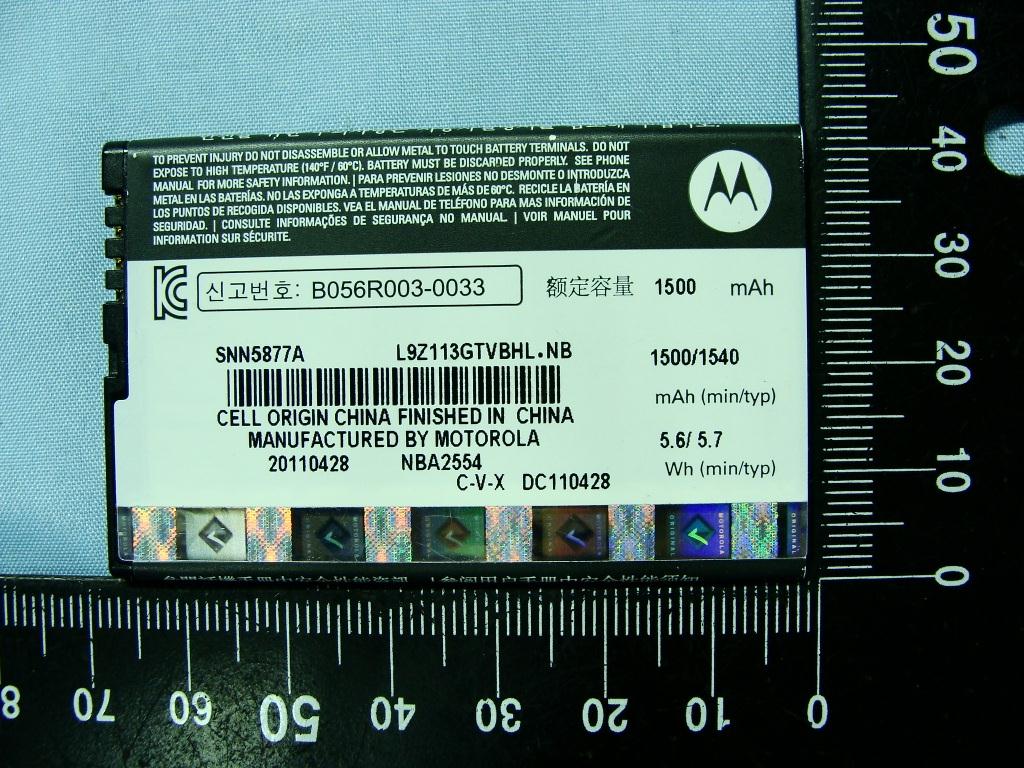 TO PREVENT INJURY DO NOT DISASSEMBLE OR ALLOW METAL TO TOUCH BATTERY TERMINALS. DO NOT
EXPOSE TO HIGH TEMPERATURE (140°F / 60°C). BATTERY MUST BE DISCARDED PROPERLY. SEE PHONE
MANUAL FOR MORE SAFETY INFORMATION. | PARA PREVENIR LESIONES NO DESMONTE O INTRODUZCA
METAL EN LAS BATERÍAS. NO LAS EXPONGA A TEMPERATURAS DE MÁS DE 60°C. RECICLE LA BATERÍA EN
LOS PUNTOS DE RECOGIDA DISPONIBLES. VEA EL MANUAL DE TELÉFONO PARA MAS INFORMACIÓN DE
SEGURIDAD. | CONSULTE INFORMAÇÕES DE SEGURANÇA NO MANUAL | VOIR MANUEL POUR
INFORMATION SUR SÉCURITE.
신고번호: B056R003-0033
额定容量 1500 mAh
SNN5877A L9Z113GTVBHL.NB
1500/1540
mAh (min/typ)
CELL ORIGIN CHINA FINISHED IN CHINA
MANUFACTURED BY MOTOROLA
5.6/ 5.7
Wh (min/typ)
20110428 NBA2554
C-V-X DC110428
ORIGINAL MOTOROLA
ORIGINAL
50
40
30
20
10
0
8 70 60 50 40 30 20 10 0